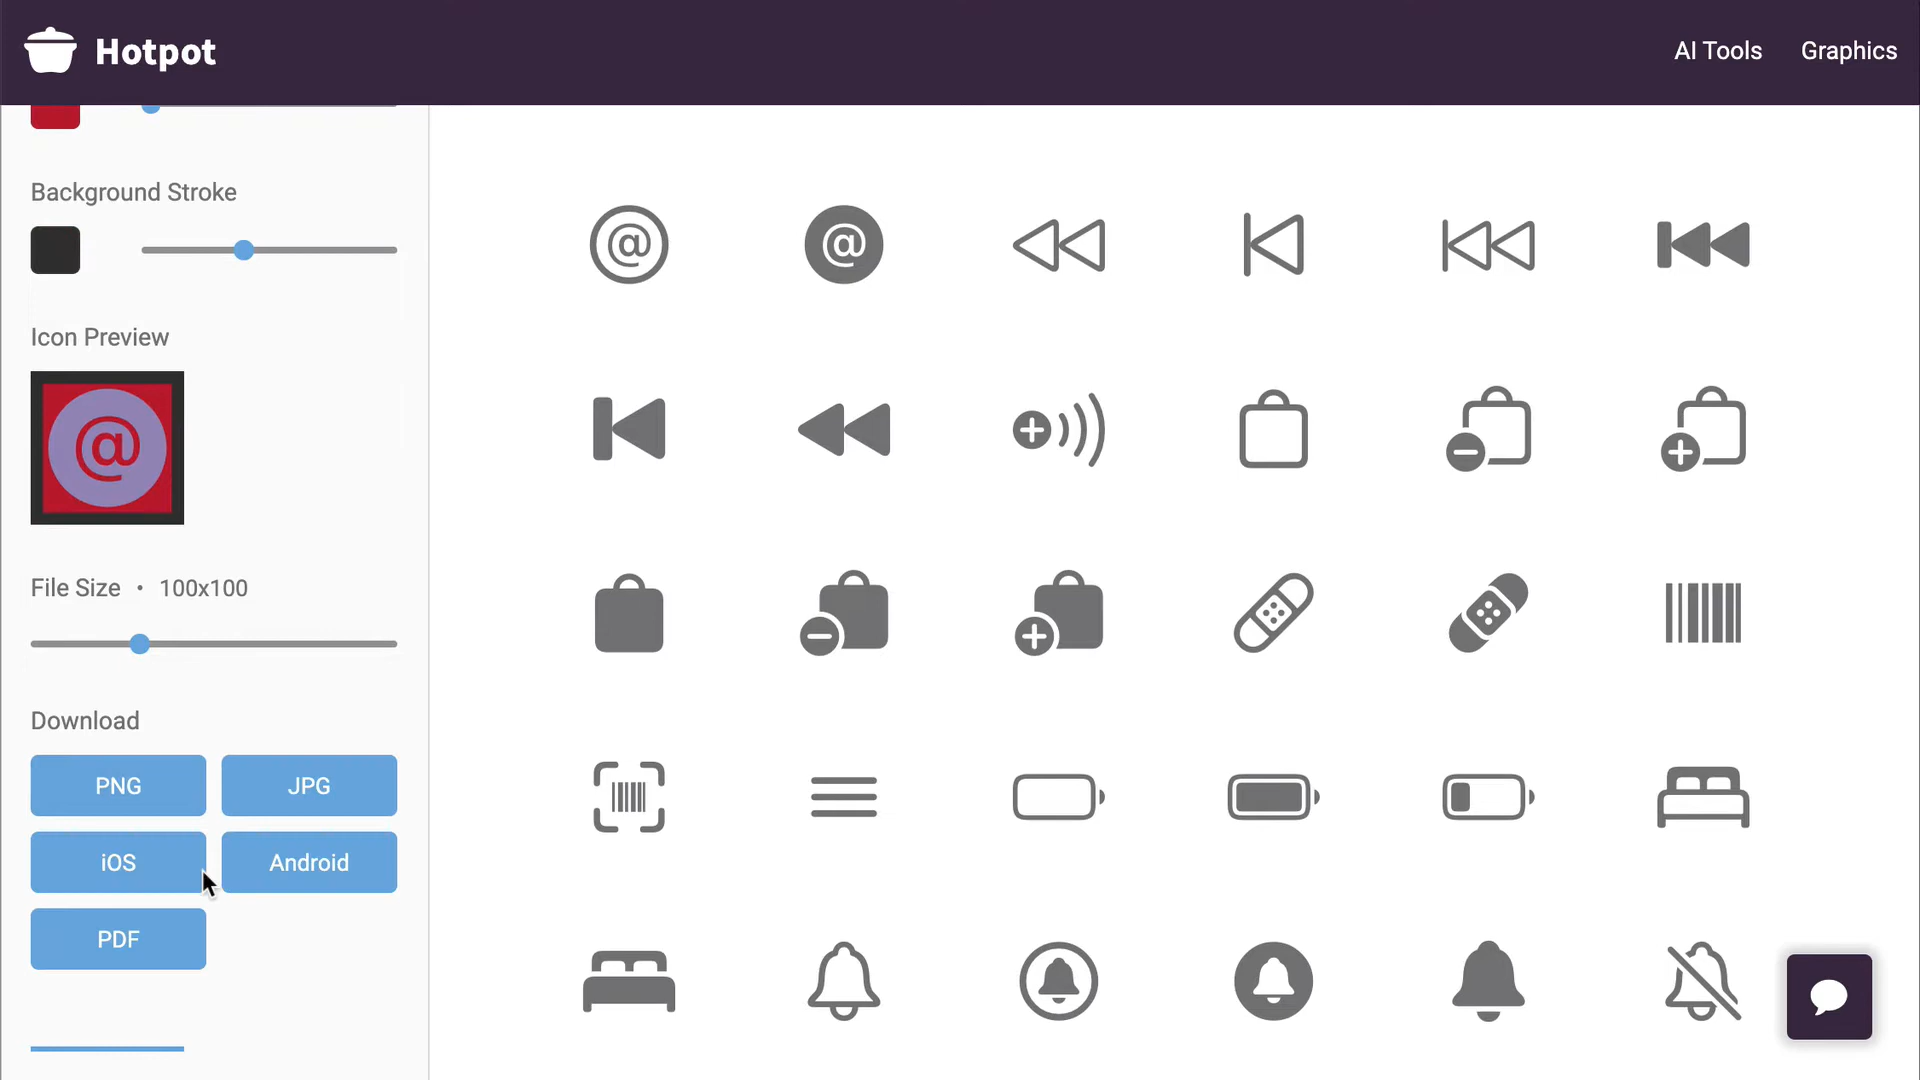 Hotpot
AI Tools
Graphics
Background Stroke
Icon Preview
@
@
@
File Size • 100x100
Download
PNG
JPG
iOS
Android
PDF